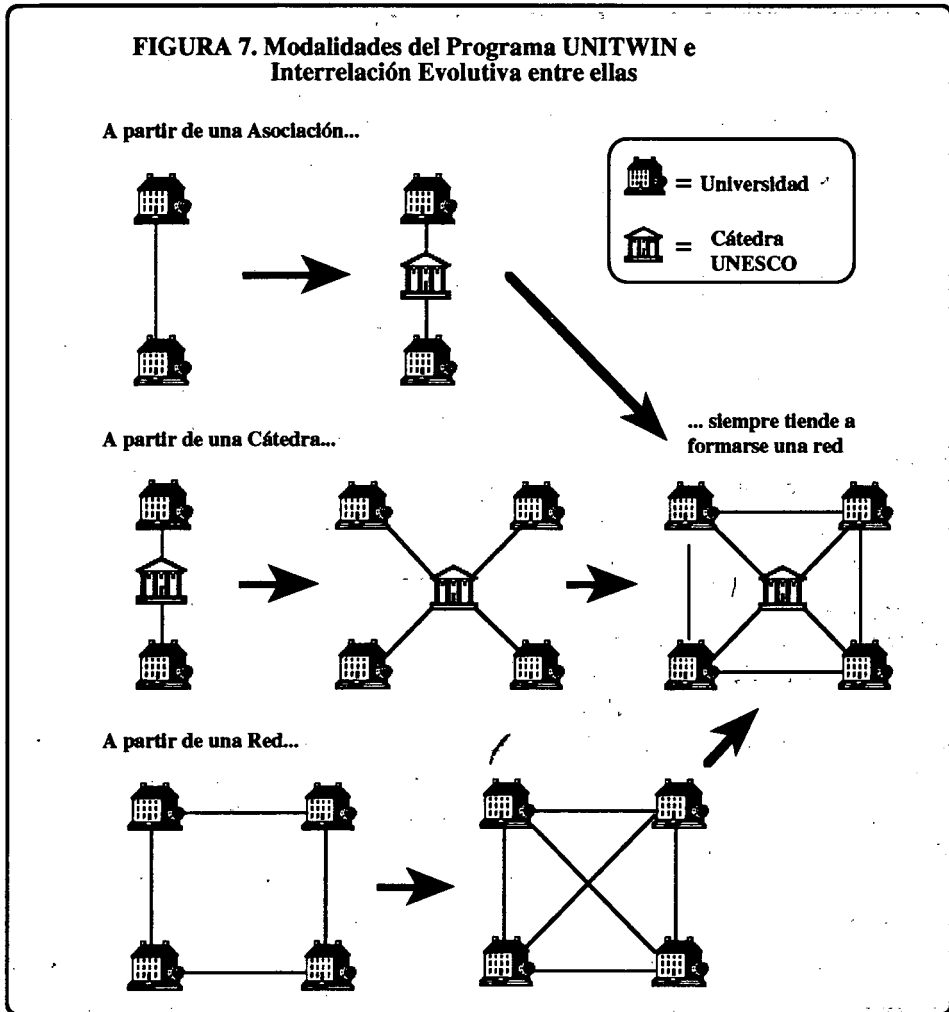 FIGURA 7. Modalidades del Programa UNITWIN e
Interrelación Evolutiva entre ellas
A partir de una Asociación...
= Universidad
= Cátedra
UNESCO
... siempre tiende a
formarse una red
A partir de una Cátedra...
A partir de una Red...